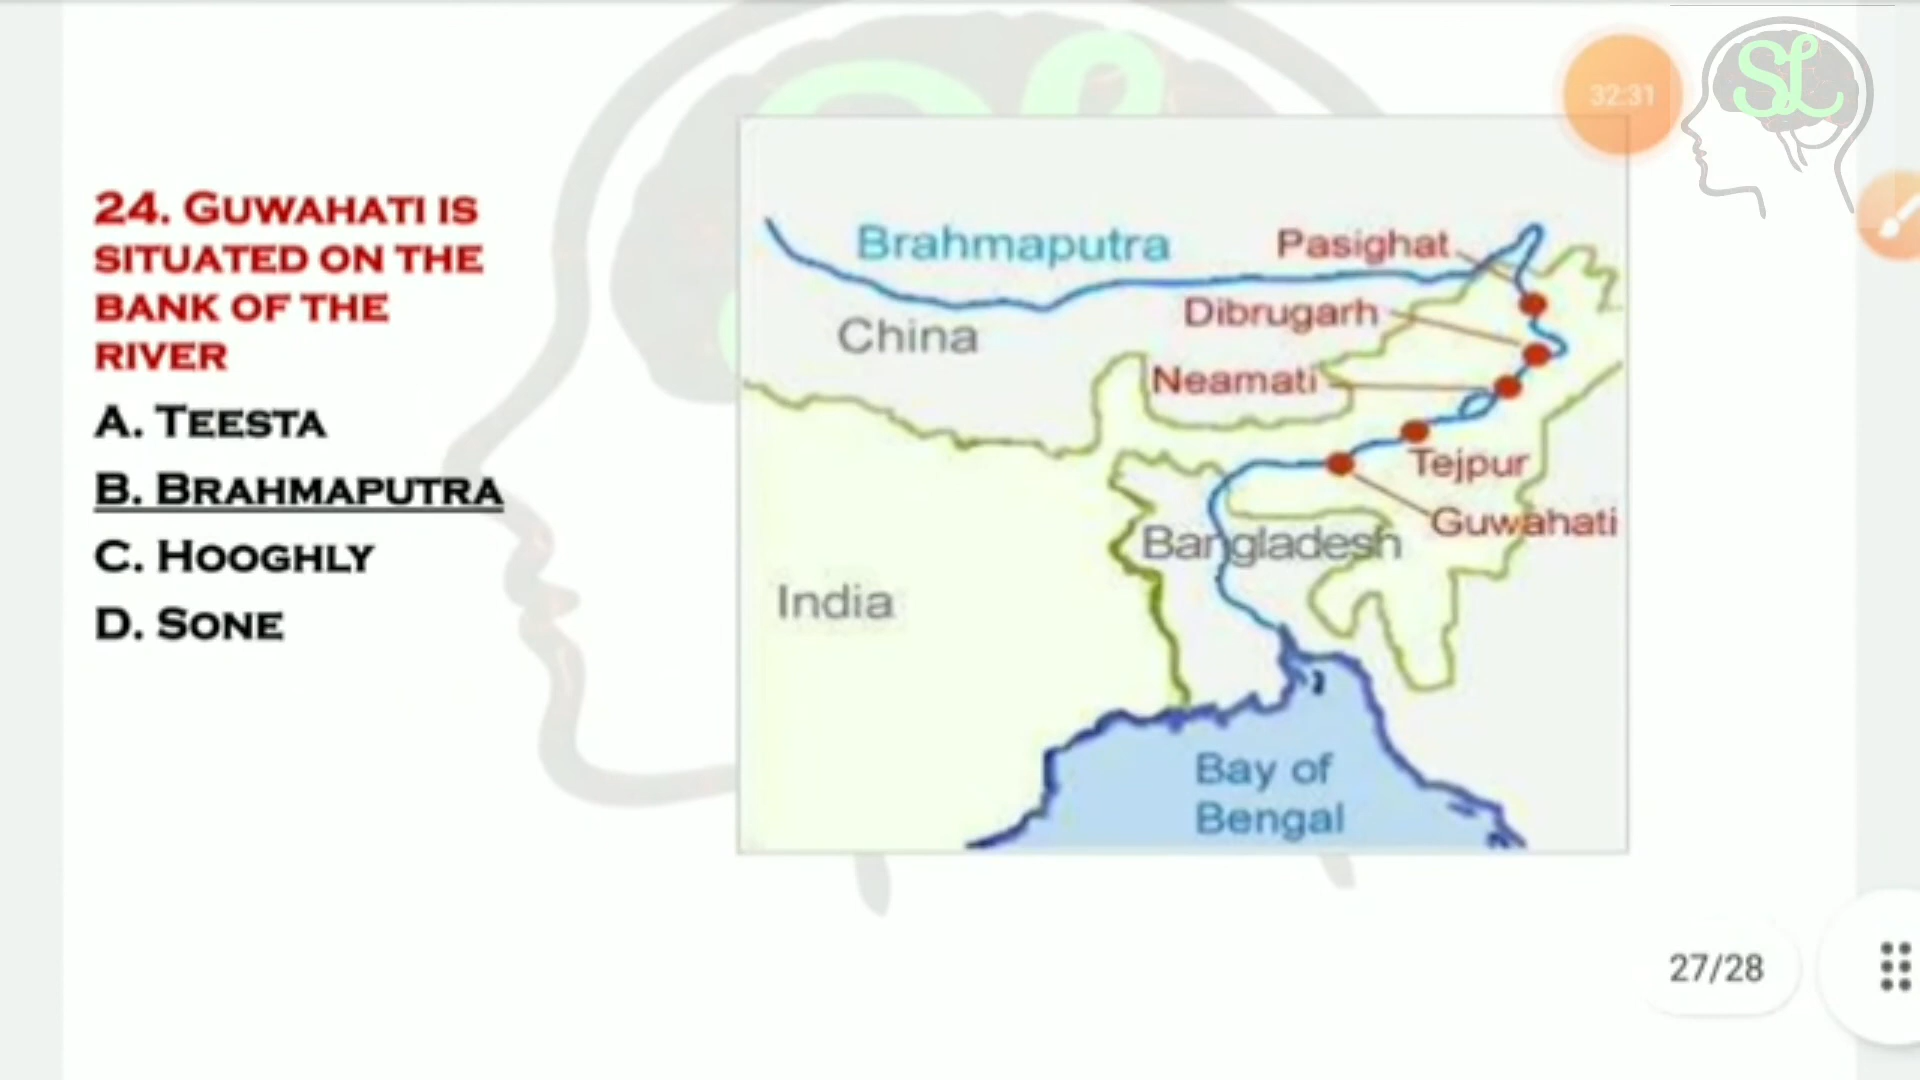 32:31
SL
24. GUWAHATI IS
SITUATED ON THE
BANK OF THE
RIVER
A. TEESTA
B. BRAHMAPUTRA
C. HOOGHLY
D. SONE
Brahmaputra
Pasighat
Dibrugarh
China
Neamati
Tejpur
Guwahati
Bangladesh
India
Bay of
Bengal
27/28